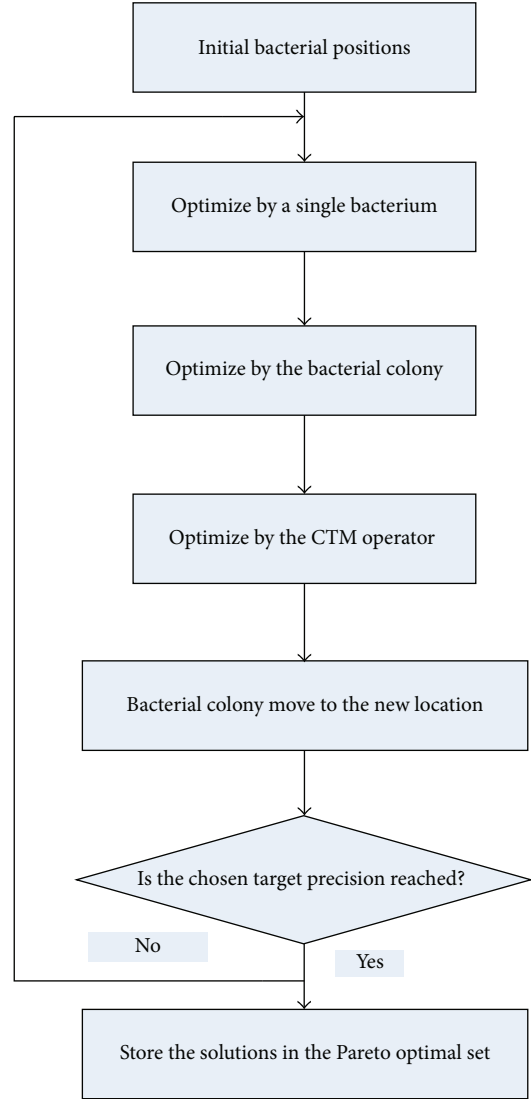 Initial bacterial positions
Optimize by a single bacterium
Optimize by the bacterial colony
Optimize by the CTM operator
Bacterial colony move to the new location
Is the chosen target precision reached?
No
Yes
Store the solutions in the Pareto optimal set